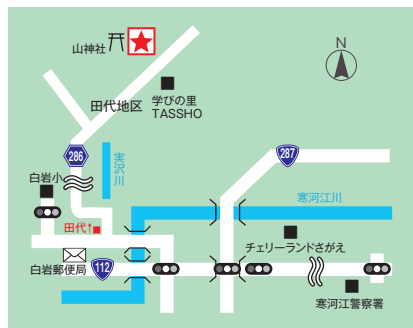 山神社
N
田代地区
学びの里
TASSHO
286
実沢川
287
白岩小
寒河江川
田代↑
チェリーランドさがえ
白岩郵便局
112
寒河江警察署